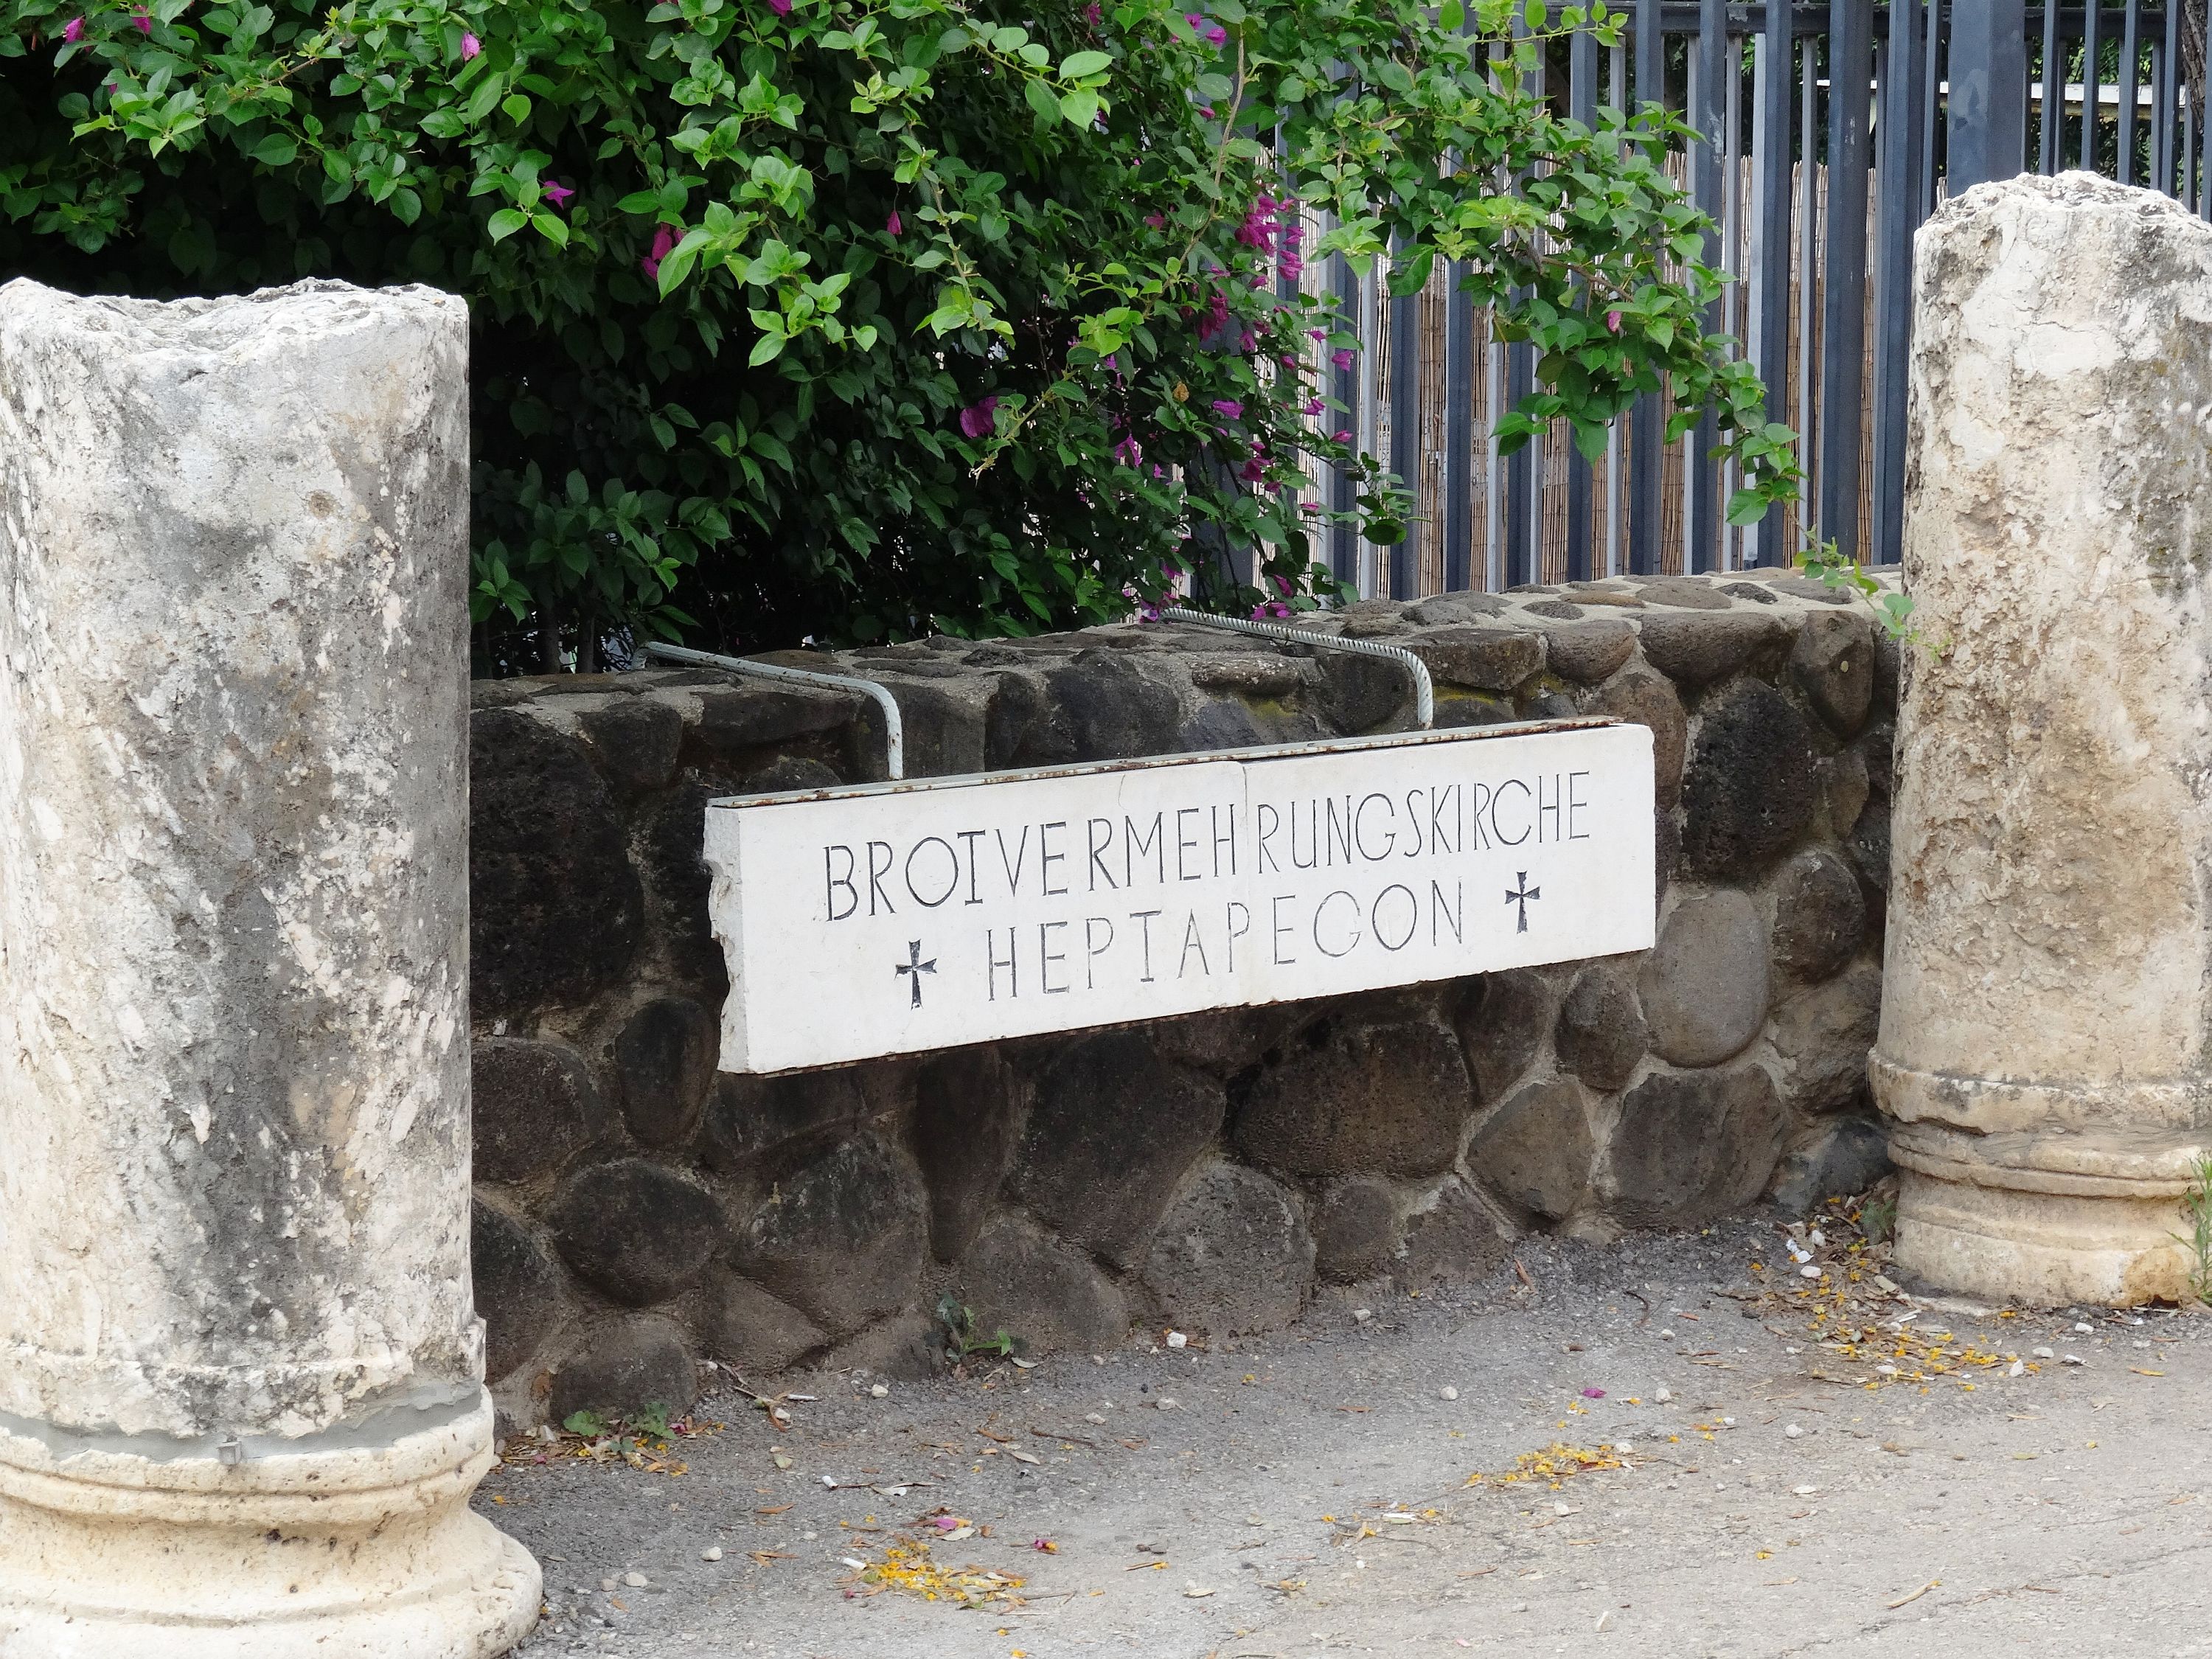 BROTVERMEHRUNGSKIRCHE
✝ HEPTAPEGON ✝